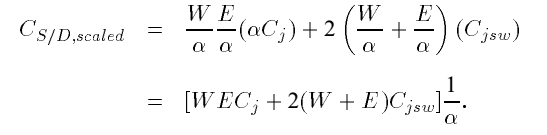 C_{S/D,scaled} = \frac{W}{\alpha}\frac{E}{\alpha}(\alpha C_j) + 2\left(\frac{W}{\alpha} + \frac{E}{\alpha}\right)(C_{jsw})
= [WEC_j + 2(W + E)C_{jsw}]\frac{1}{\alpha}.